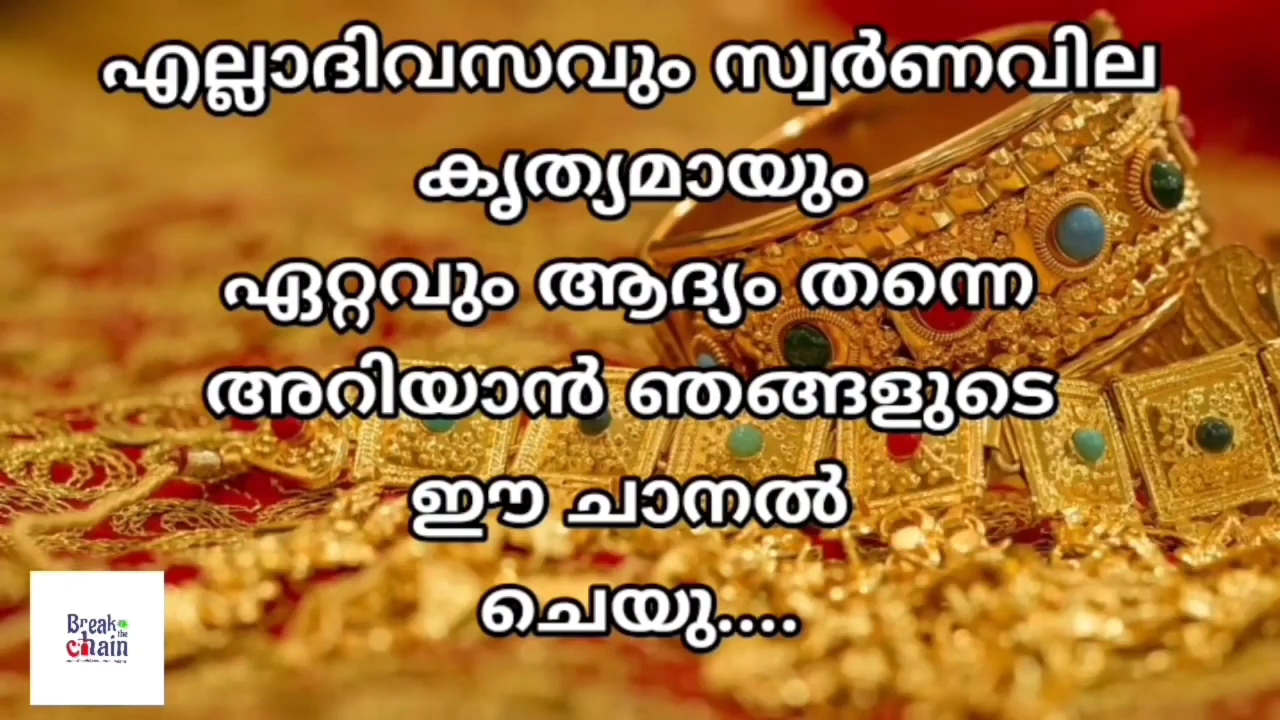 എല്ലാദിവസവും സ്വർണവില
കൃത്യമായും
ഏറ്റവും ആദ്യം തന്നെ
അറിയാൻ ഞങ്ങളുടെ
ഈ ചാനൽ
ചെയു....
Break
the
chain